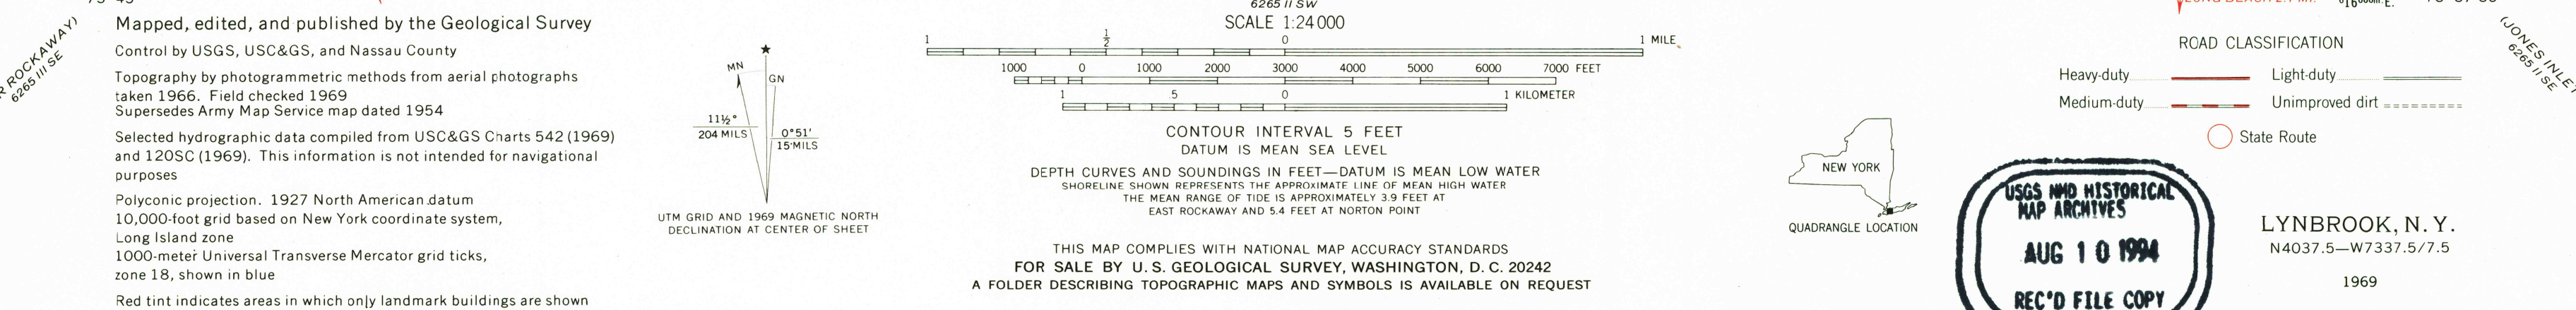 Mapped, edited, and published by the Geological Survey
Control by USGS, USC&GS, and Nassau County
Topography by photogrammetric methods from aerial photographs
taken 1966. Field checked 1969
Supersedes Army Map Service map dated 1954
Selected hydrographic data compiled from USC&GS Charts 542 (1969)
and 120SC (1969). This information is not intended for navigational
purposes
Polyconic projection. 1927 North American datum
10,000-foot grid based on New York coordinate system,
Long Island zone
1000-meter Universal Transverse Mercator grid ticks,
zone 18, shown in blue
Red tint indicates areas in which only landmark buildings are shown
ROCKAWAY)
6265 III SE
MN
GN
11½°
204 MILS
0°51'
15 MILS
UTM GRID AND 1969 MAGNETIC NORTH
DECLINATION AT CENTER OF SHEET
6265 II SW
SCALE 1:24 000
1 ½ 0 1 MILE
1000 0 1000 2000 3000 4000 5000 6000 7000 FEET
1 .5 0 1 KILOMETER
CONTOUR INTERVAL 5 FEET
DATUM IS MEAN SEA LEVEL
DEPTH CURVES AND SOUNDINGS IN FEET—DATUM IS MEAN LOW WATER
SHORELINE SHOWN REPRESENTS THE APPROXIMATE LINE OF MEAN HIGH WATER
THE MEAN RANGE OF TIDE IS APPROXIMATELY 3.9 FEET AT
EAST ROCKAWAY AND 5.4 FEET AT NORTON POINT
THIS MAP COMPLIES WITH NATIONAL MAP ACCURACY STANDARDS
FOR SALE BY U. S. GEOLOGICAL SURVEY, WASHINGTON, D. C. 20242
A FOLDER DESCRIBING TOPOGRAPHIC MAPS AND SYMBOLS IS AVAILABLE ON REQUEST
NEW YORK
QUADRANGLE LOCATION
ROAD CLASSIFICATION
Heavy-duty Light-duty
Medium-duty Unimproved dirt
State Route
(JONES INLET
6265 II SE
USGS NMD HISTORICAL
MAP ARCHIVES
AUG 10 1994
REC'D FILE COPY
LYNBROOK, N. Y.
N4037.5—W7337.5/7.5
1969